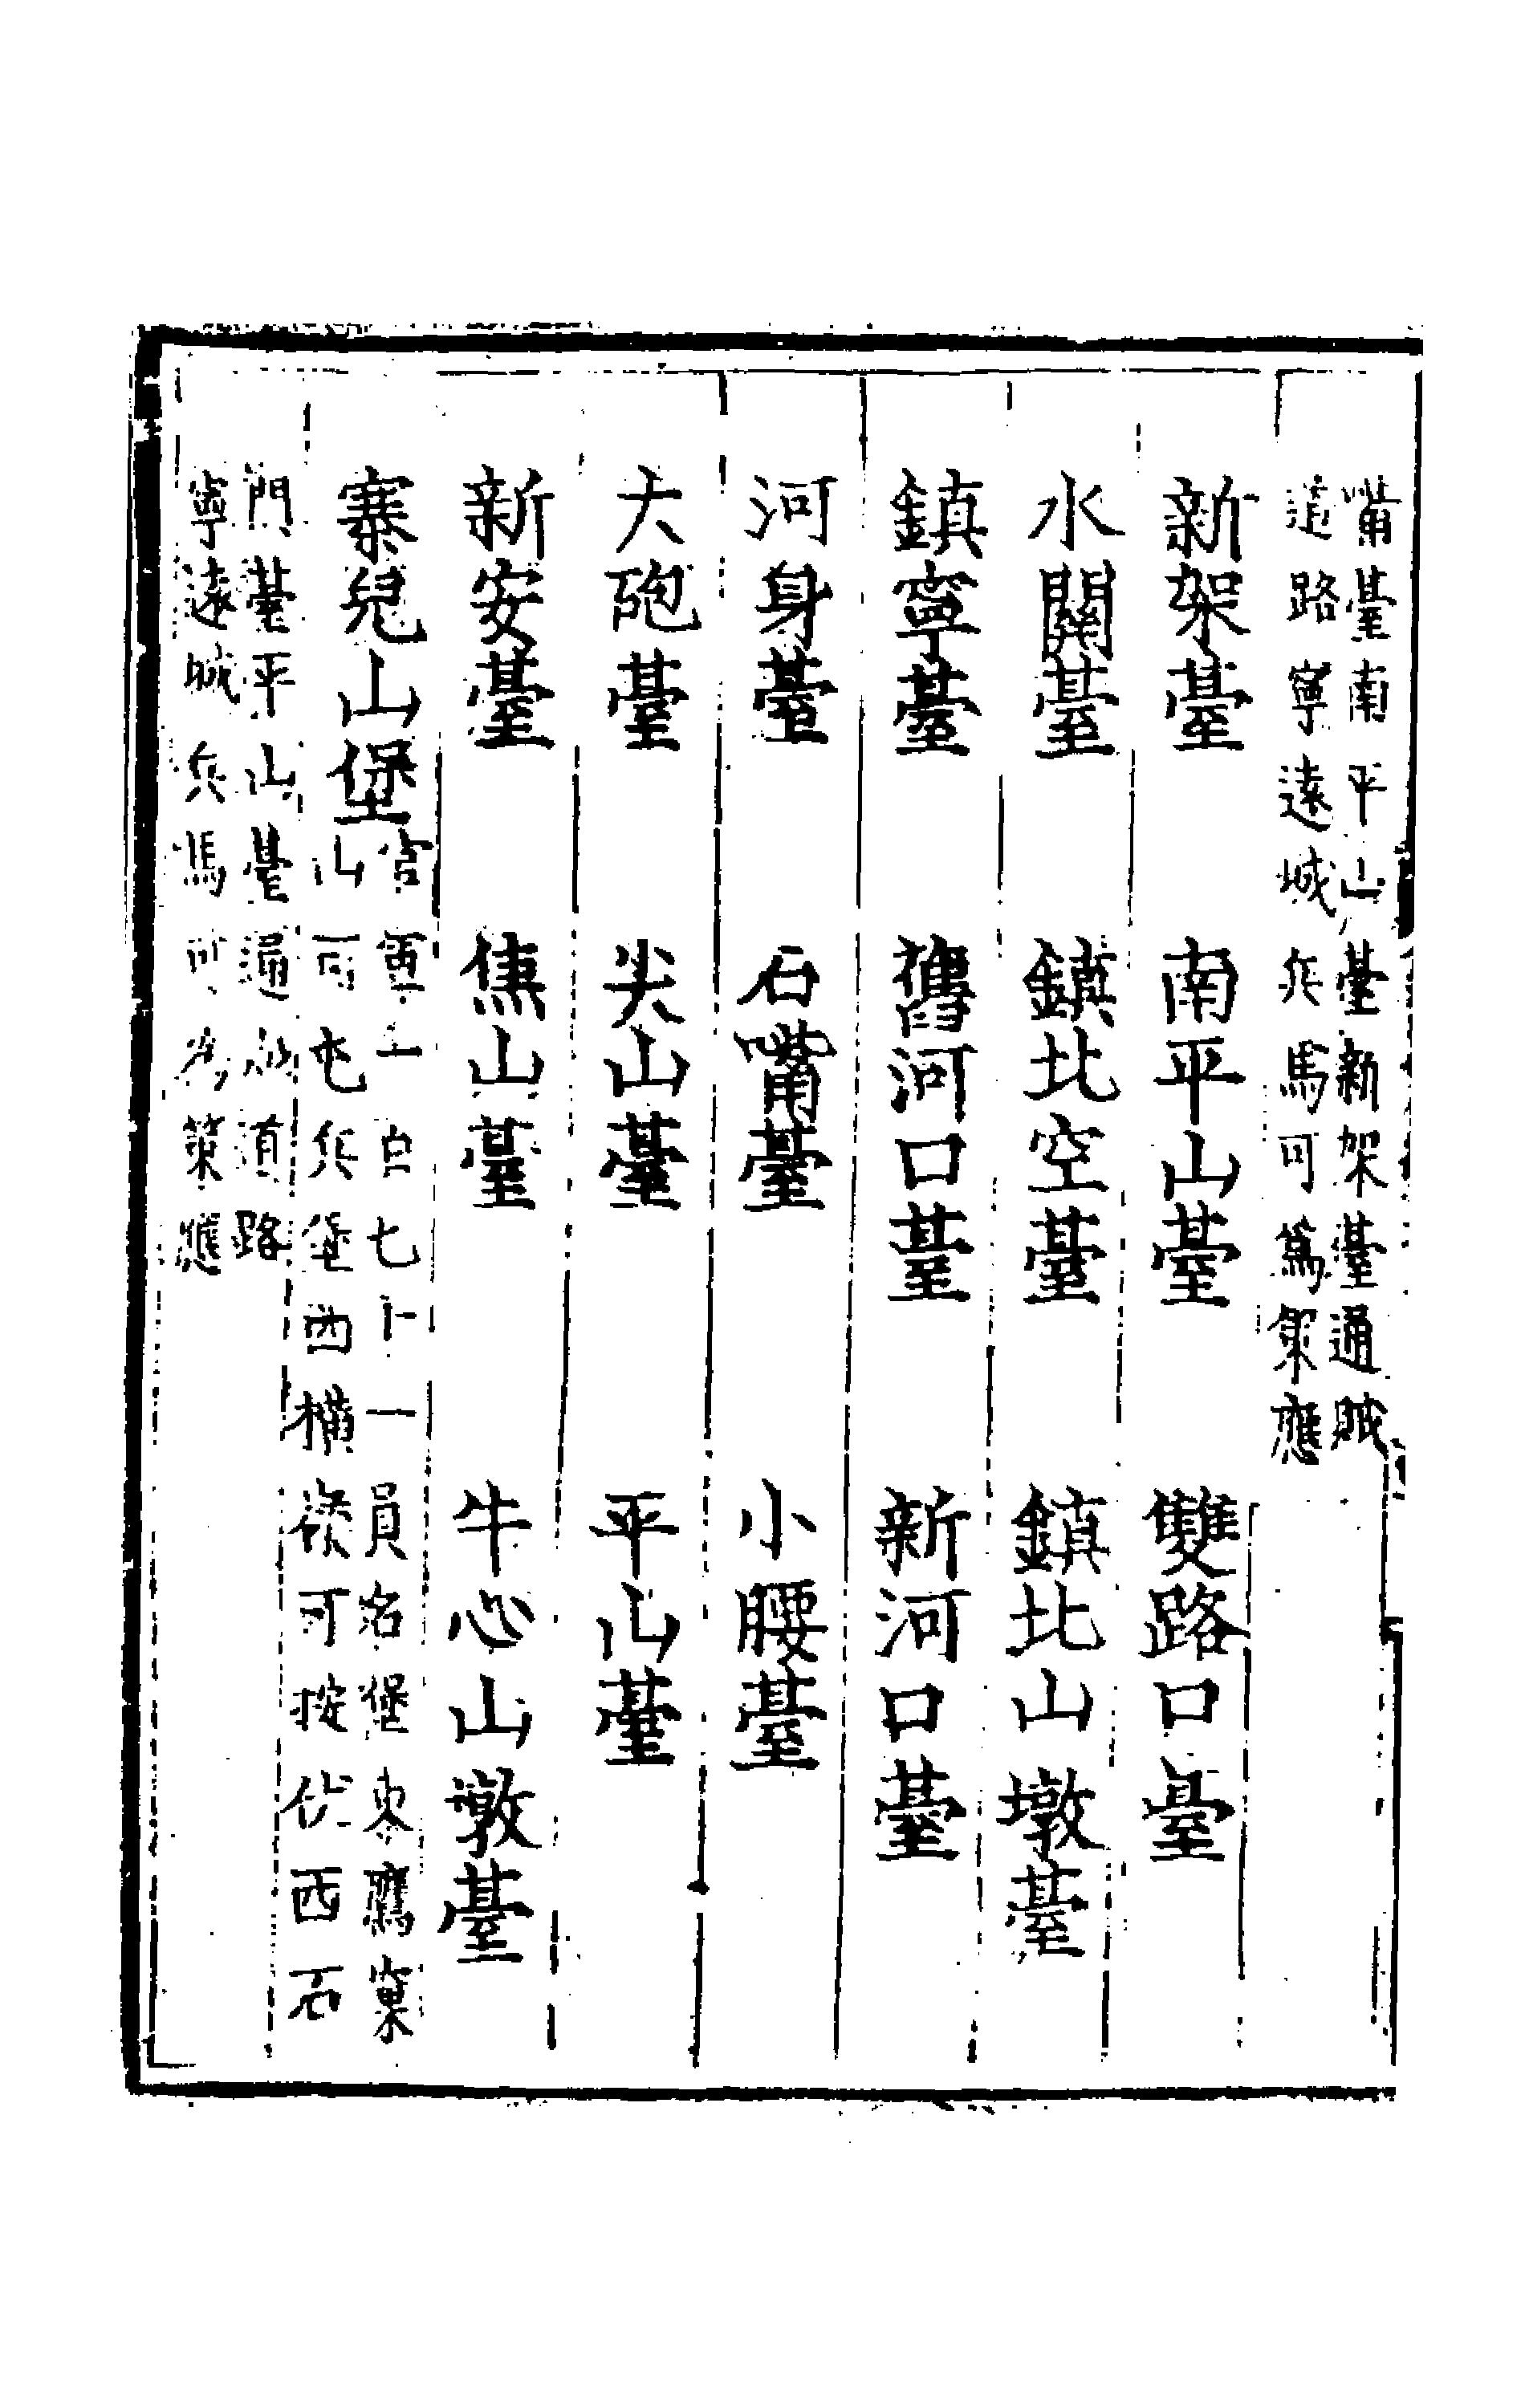 嘴臺南平山臺新架臺通賊
道路寧遠城兵馬可為策應
新架臺 南平山臺 雙路口臺
水關臺 鎮北空臺 鎮北山墩臺
鎮寧臺 舊河口臺 新河口臺
河身臺 石嘴臺 小腰臺
大砲臺 尖山臺 平山臺
新安臺 焦山臺 牛心山墩臺
寨兒山堡
官軍一百七十一員名堡東鷹窠
山可屯兵堡西橫嶺可按伏西石
門臺平山臺通賊道路
寧遠城兵馬可為策應